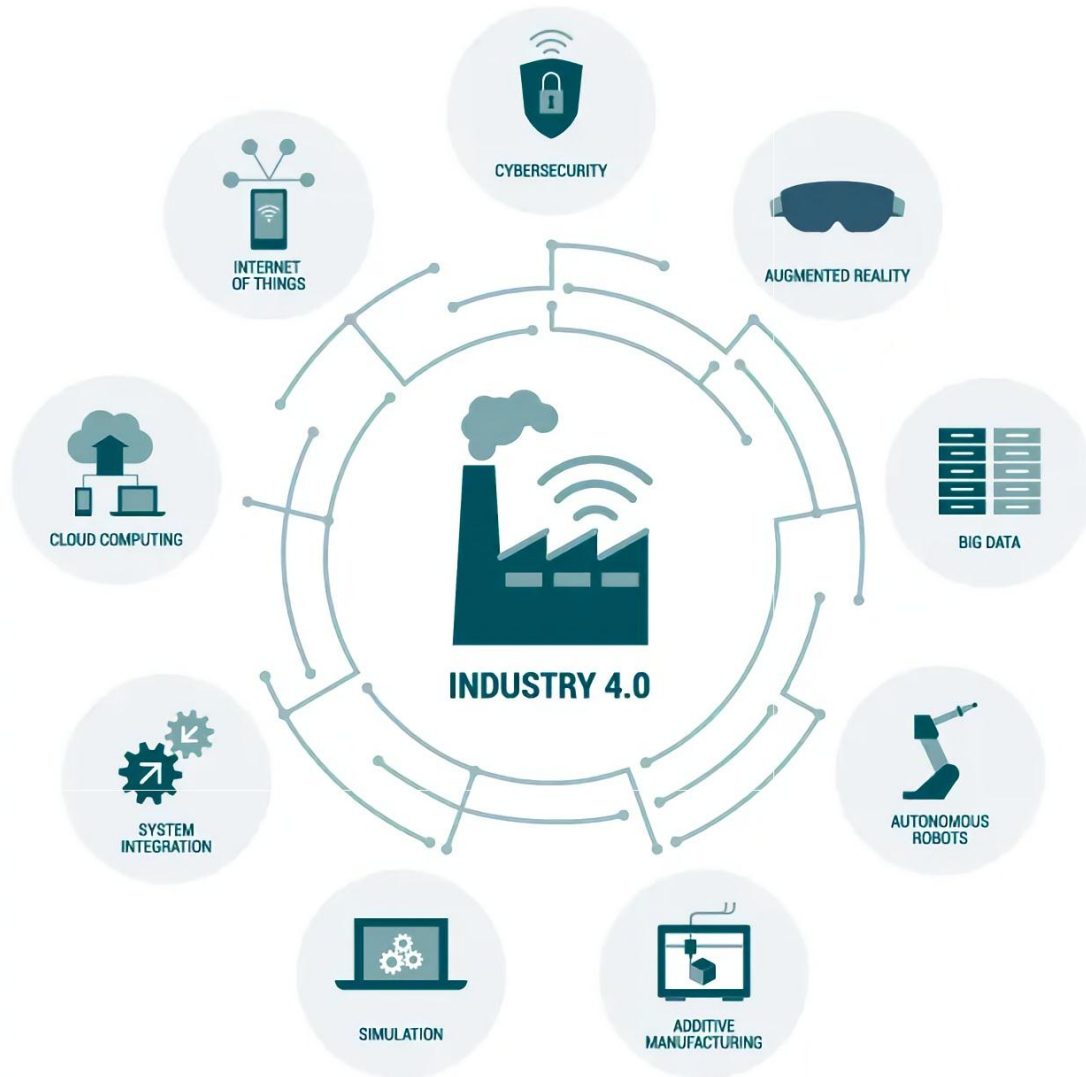 CYBERSECURITY
AUGMENTED REALITY
BIG DATA
AUTONOMOUS
ROBOTS
ADDITIVE
MANUFACTURING
SIMULATION
SYSTEM
INTEGRATION
CLOUD COMPUTING
INTERNET
OF THINGS
INDUSTRY 4.0